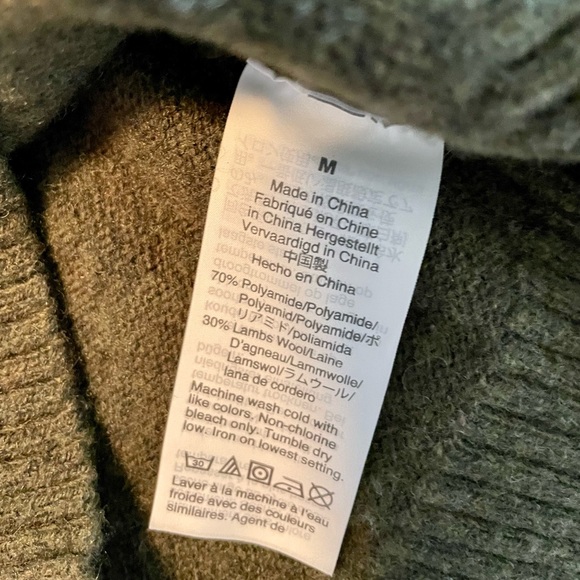 M
Made in China
Fabriqué en Chine
in China Hergestellt
Vervaardigd in China
中国製
Hecho en China
70% Polyamide/Polyamide/
Polyamid/Polyamide/ポ
リアミド/poliamida
30% Lambs Wool/Laine
D'agneau/Lammwolle/
Lamswol/ラムウール/
lana de cordero
Machine wash cold with
like colors. Non-chlorine
bleach only. Tumble dry
low. Iron on lowest setting.
30
Laver à la machine à l'eau
froide avec des couleurs
similaires. Agent de